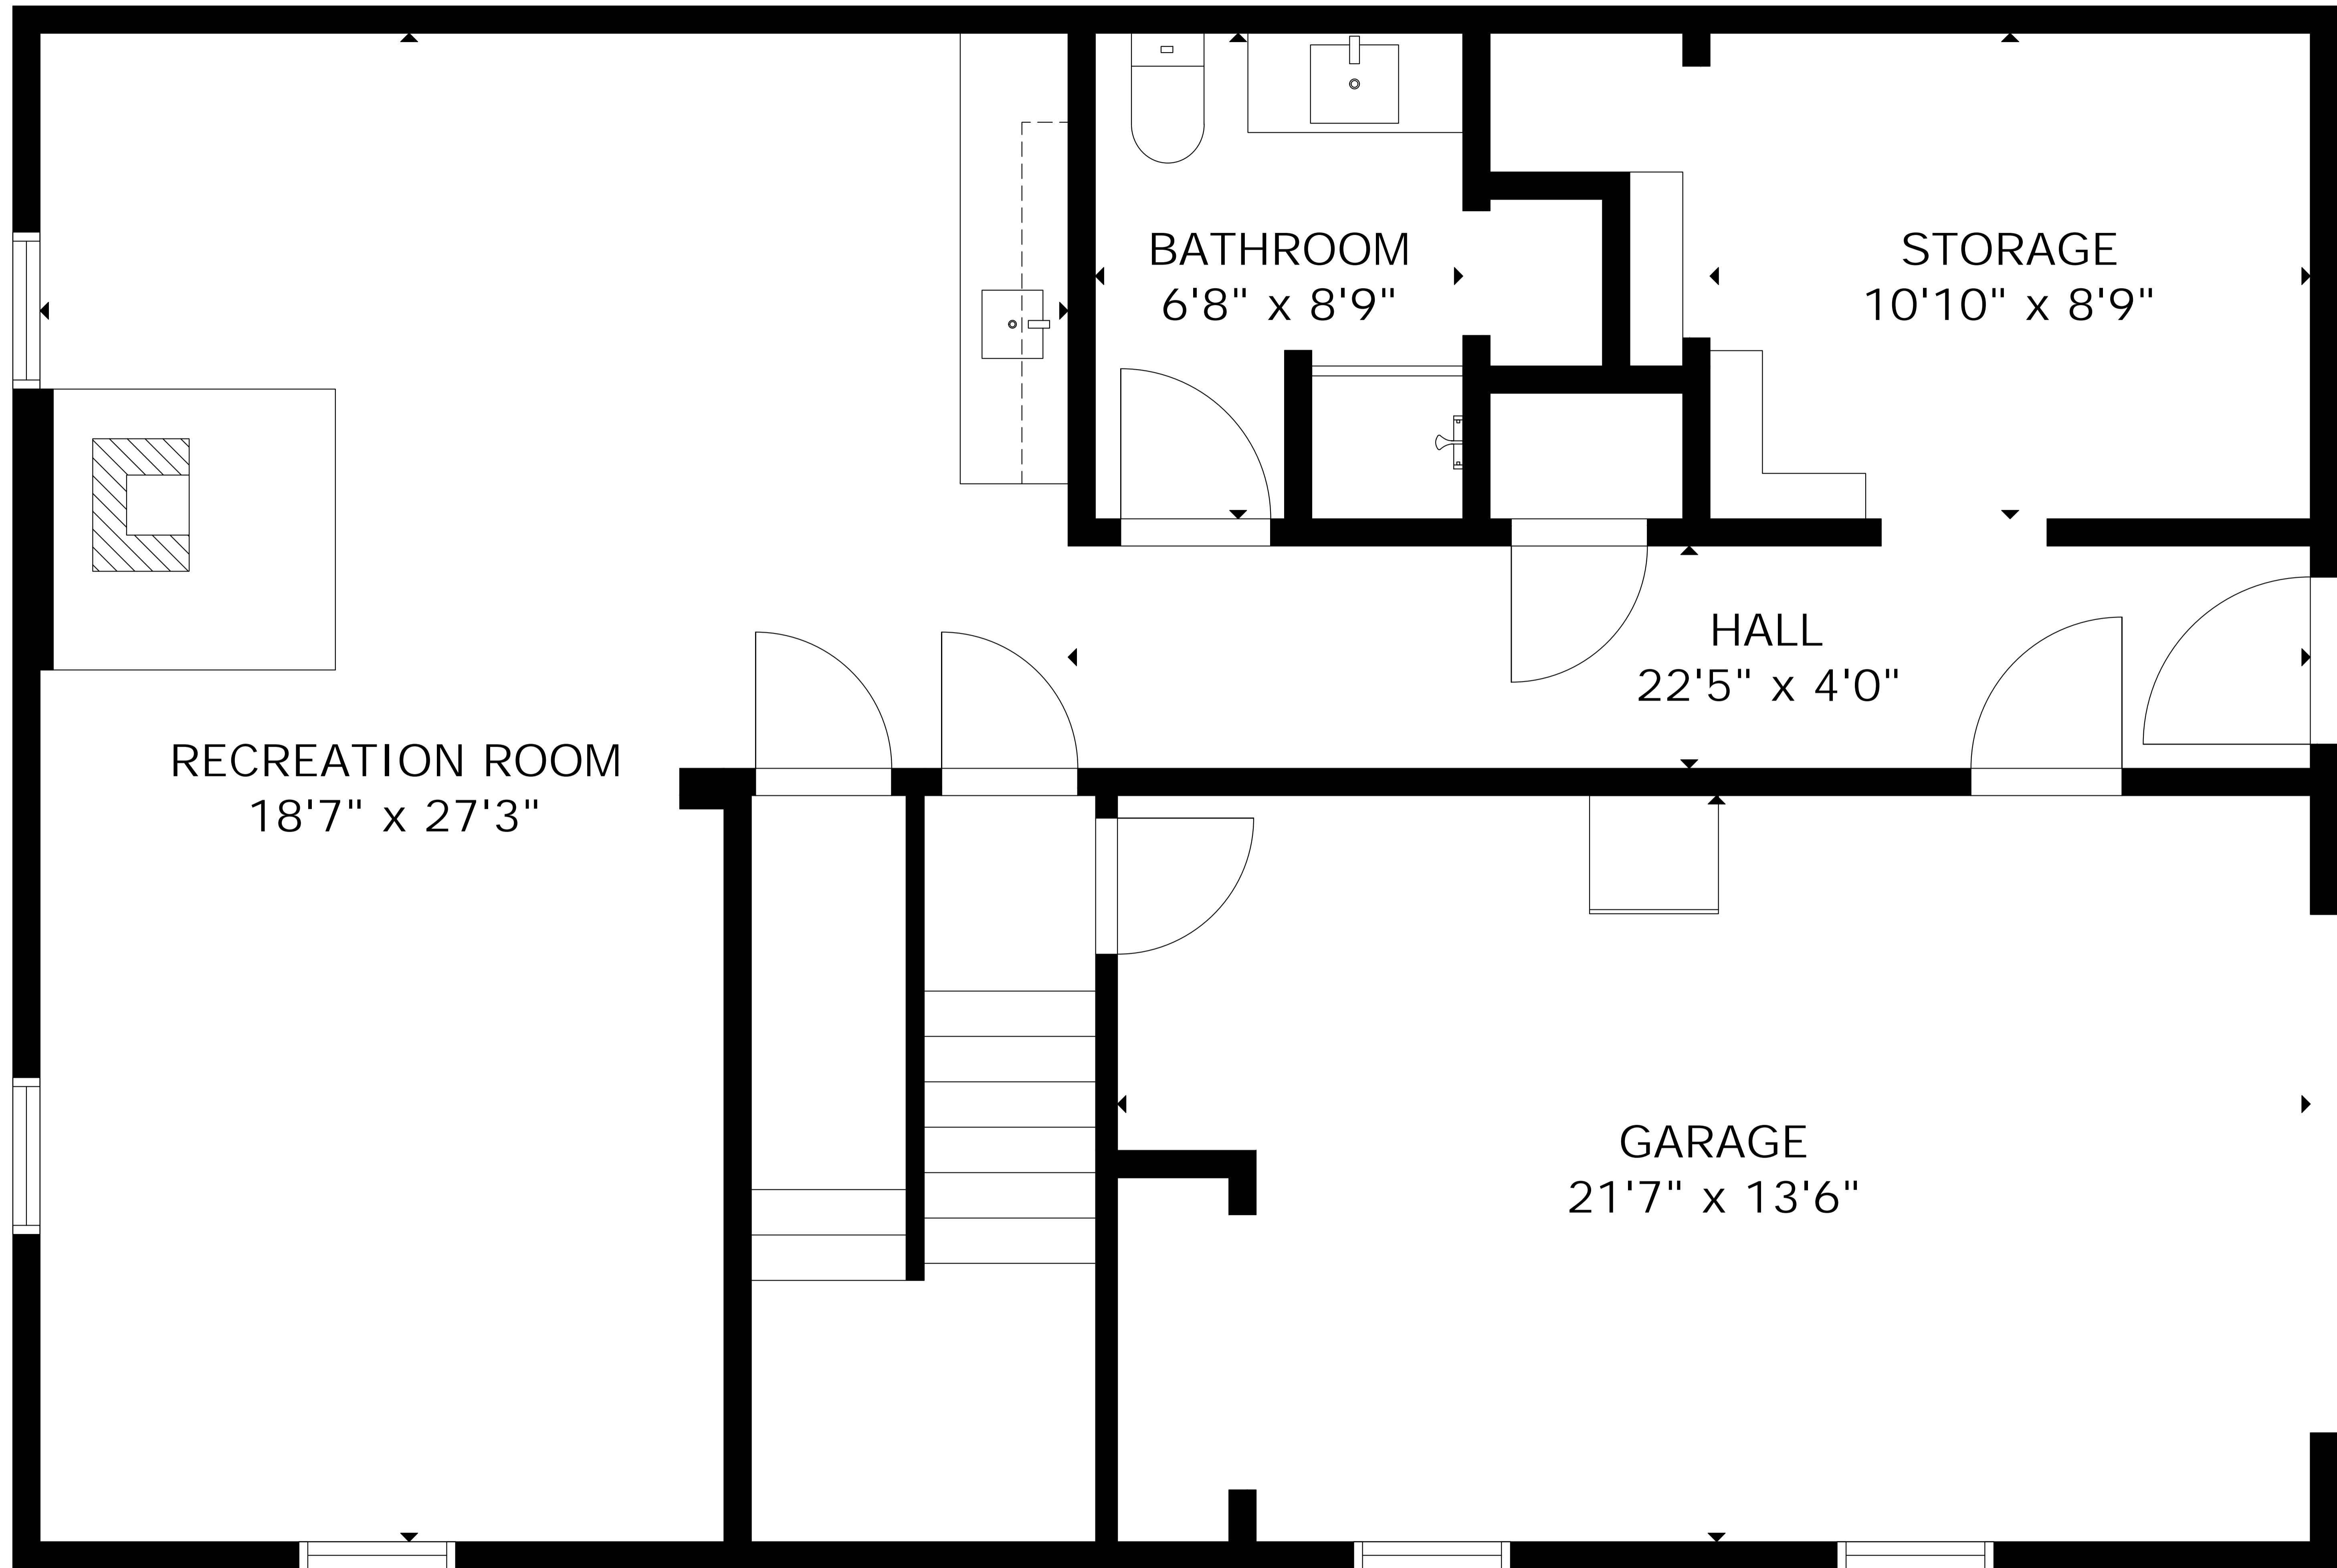 BATHROOM
6'8" x 8'9"
STORAGE
10'10" x 8'9"
HALL
22'5" x 4'0"
RECREATION ROOM
18'7" x 27'3"
GARAGE
21'7" x 13'6"